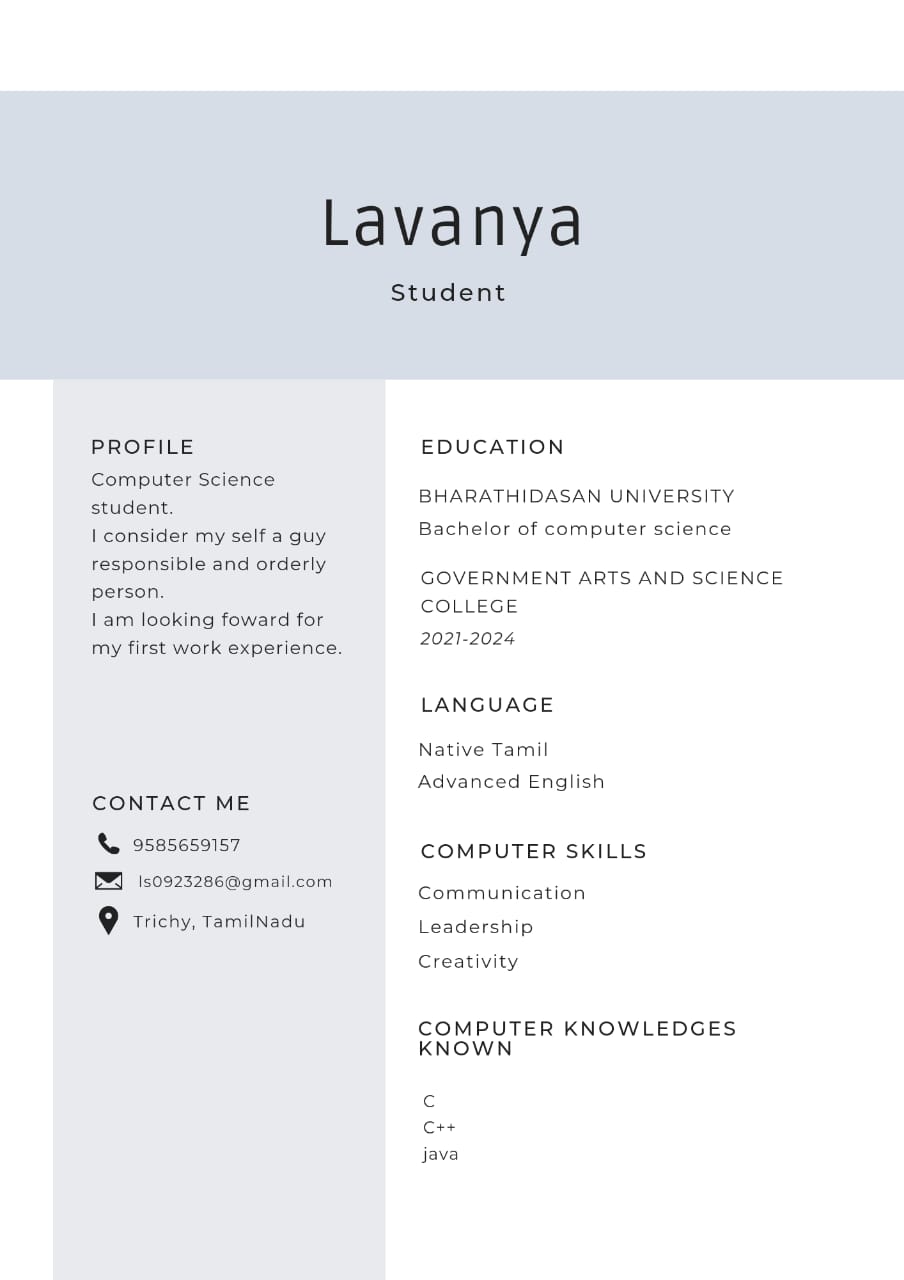 Lavanya
Student
PROFILE
Computer Science
student.
I consider my self a guy
responsible and orderly
person.
I am looking foward for
my first work experience.
CONTACT ME
9585659157
ls0923286@gmail.com
Trichy, TamilNadu
EDUCATION
BHARATHIDASAN UNIVERSITY
Bachelor of computer science
GOVERNMENT ARTS AND SCIENCE
COLLEGE
2021-2024
LANGUAGE
Native Tamil
Advanced English
COMPUTER SKILLS
Communication
Leadership
Creativity
COMPUTER KNOWLEDGES
KNOWN
C
C++
java